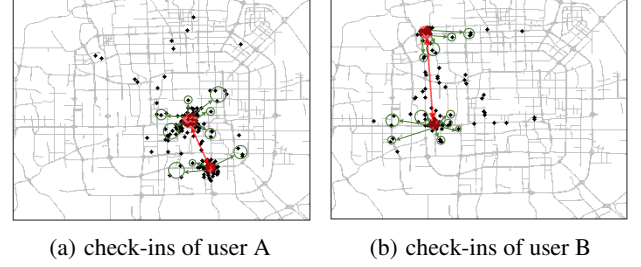 (a) check-ins of user A
(b) check-ins of user B